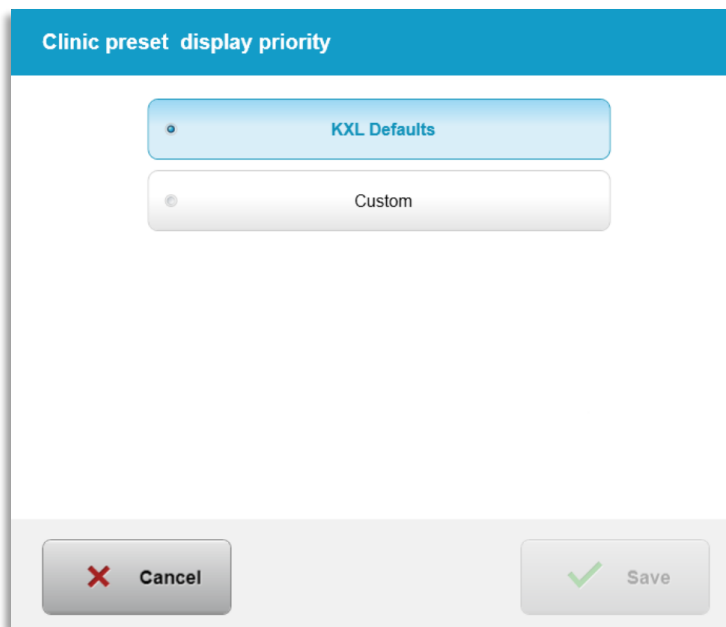 Clinic preset  display priority
KXL Defaults
Custom
Cancel
Save